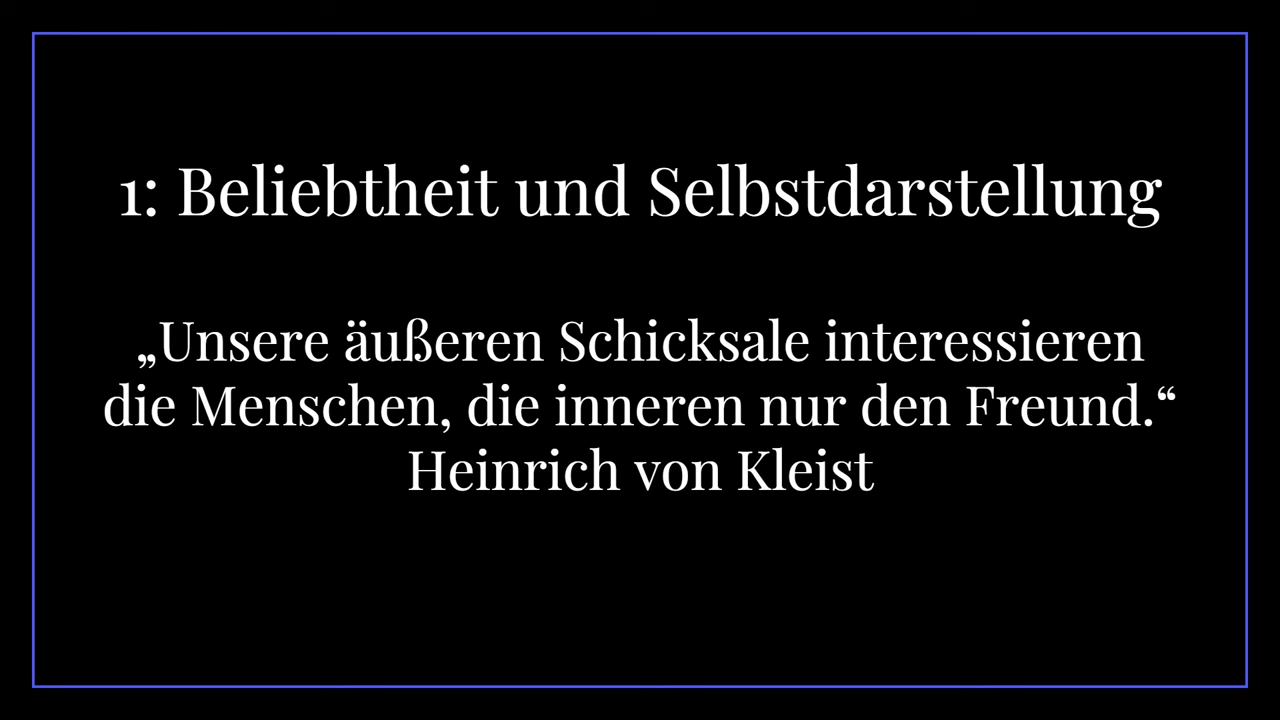 1: Beliebtheit und Selbstdarstellung
„Unsere äußeren Schicksale interessieren
die Menschen, die inneren nur den Freund.“
Heinrich von Kleist